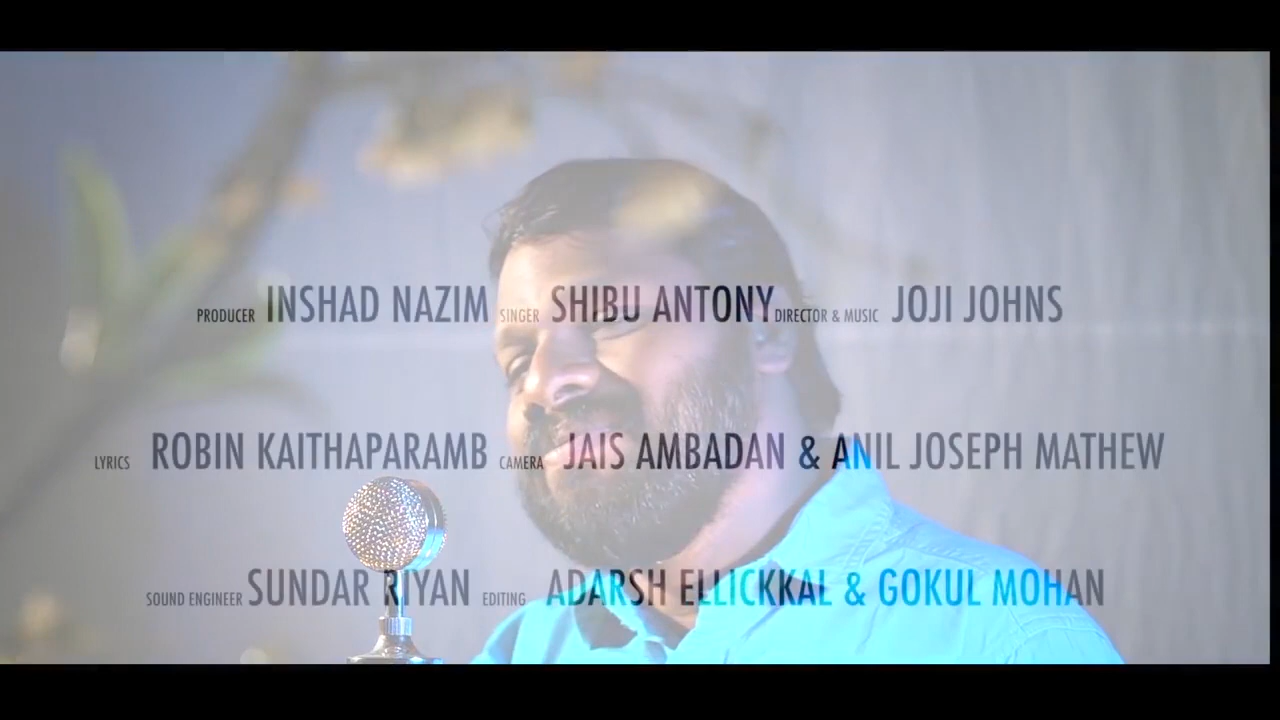 PRODUCER INSHAD NAZIM SINGER SHIBU ANTONY DIRECTOR & MUSIC JOJI JOHNS
LYRICS ROBIN KAITHAPARAMB CAMERA JAIS AMBADAN & ANIL JOSEPH MATHEW
SOUND ENGINEER SUNDAR RIYAN EDITING ADARSH ELLICKKAL & GOKUL MOHAN